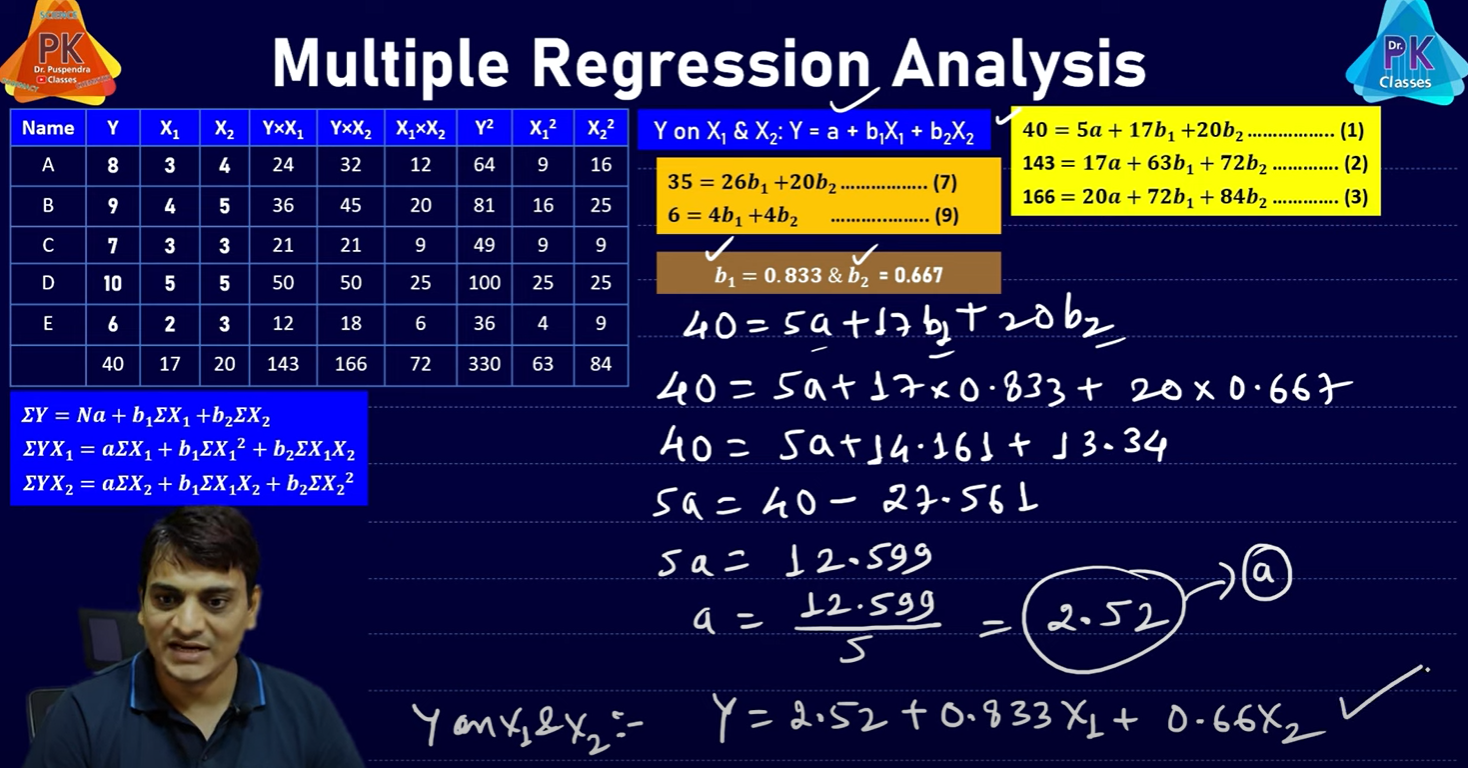 SCIENCE
PK
Dr. Puspendra
Classes
Multiple Regression Analysis
Dr.
PK
Classes
Name Y X₁ X₂ Y×X₁ Y×X₂ X₁×X₂ Y² X₁² X₂²
A 8 3 4 24 32 12 64 9 16
B 9 4 5 36 45 20 81 16 25
C 7 3 3 21 21 9 49 9 9
D 10 5 5 50 50 25 100 25 25
E 6 2 3 12 18 6 36 4 9
40 17 20 143 166 72 330 63 84
ΣY = Na + b₁ΣX₁ +b₂ΣX₂
ΣYX₁ = aΣX₁ + b₁ΣX₁² + b₂ΣX₁X₂
ΣYX₂ = aΣX₂ + b₁ΣX₁X₂ + b₂ΣX₂²
Y on X₁ & X₂: Y = a + b₁X₁ + b₂X₂
40 = 5a + 17b₁ +20b₂ ................. (1)
143 = 17a + 63b₁ + 72b₂ ............. (2)
166 = 20a + 72b₁ + 84b₂ ............. (3)
35 = 26b₁ +20b₂ ................. (7)
6 = 4b₁ +4b₂ ................... (9)
b₁ = 0.833 & b₂ = 0.667
40 = 5a + 17b₁ + 20b₂
40 = 5a + 17 × 0.833 + 20 × 0.667
40 = 5a + 14.161 + 13.34
5a = 40 - 27.561
5a = 12.599
a = 12.599 / 5 = 2.52 → a
Y on X₁ & X₂ :- Y = 2.52 + 0.833 X₁ + 0.66X₂